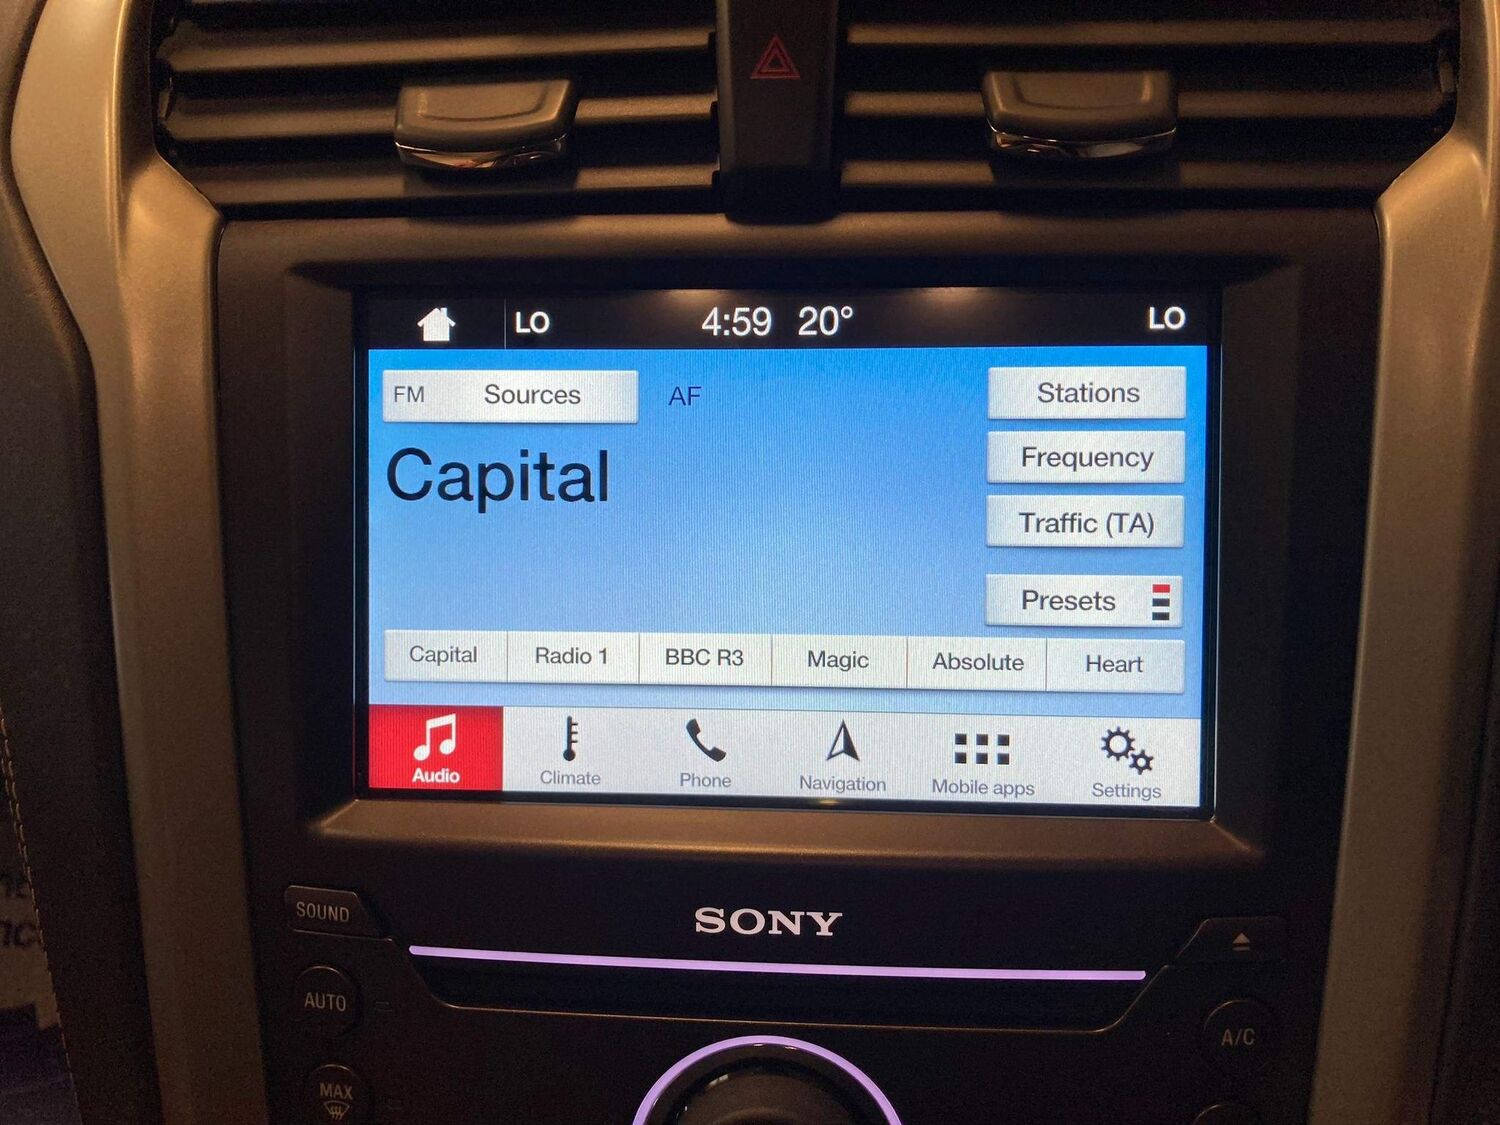 LO 4:59 20° LO
FM Sources AF Stations
Capital
Frequency
Traffic (TA)
Presets
Capital Radio 1 BBC R3 Magic Absolute Heart
Audio Climate Phone Navigation Mobile apps Settings
SONY
SOUND
AUTO
A/C
MAX